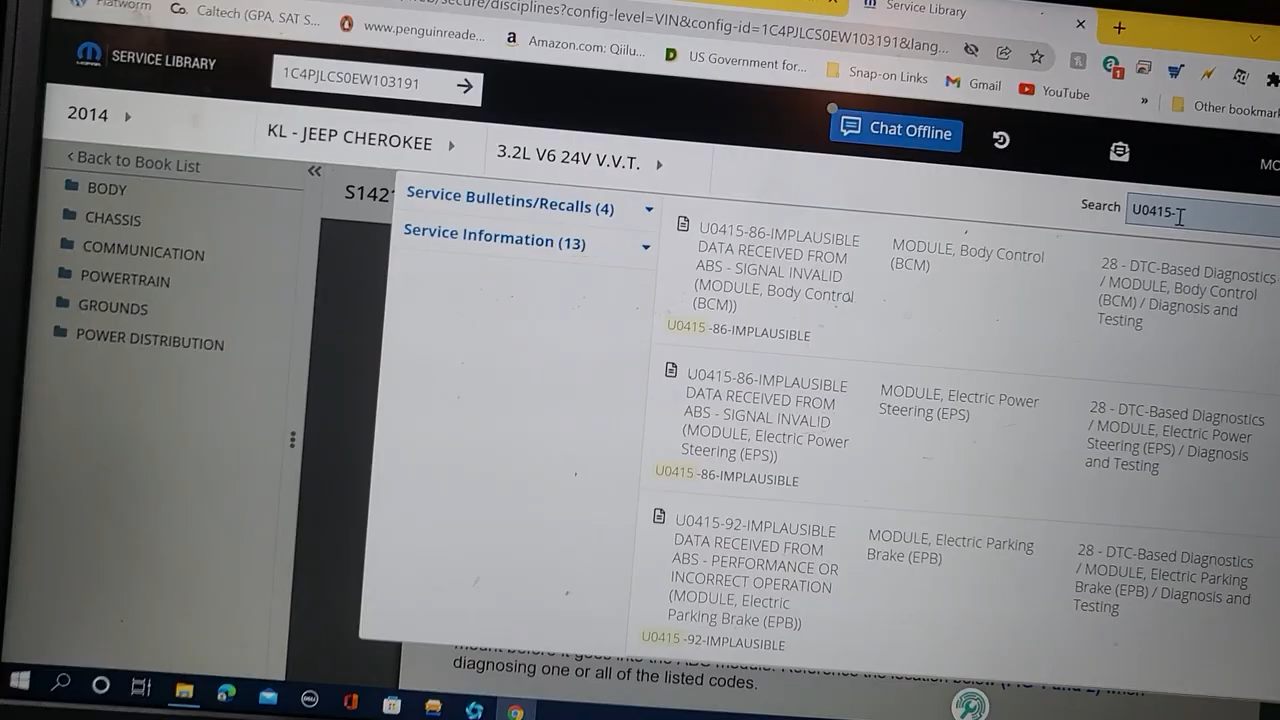 Platworm
Caltech (GPA, SAT S...
www.penguinreade...
Amazon.com: Qiilu...
US Government for...
Snap-on Links
Gmail
YouTube
»
Other bookmar
secure/disciplines?config-level=VIN&config-id=1C4PJLCS0EW103191&lang...
Service Library
SERVICE LIBRARY
1C4PJLCS0EW103191
Chat Offline
2014
KL - JEEP CHEROKEE
3.2L V6 24V V.V.T.
Search
U0415-
‹ Back to Book List
BODY
CHASSIS
COMMUNICATION
POWERTRAIN
GROUNDS
POWER DISTRIBUTION
S142
Service Bulletins/Recalls (4)
Service Information (13)
U0415-86-IMPLAUSIBLE
DATA RECEIVED FROM
ABS - SIGNAL INVALID
(MODULE, Body Control
(BCM))
U0415 -86-IMPLAUSIBLE
MODULE, Body Control
(BCM)
28 - DTC-Based Diagnostics
/ MODULE, Body Control
(BCM) / Diagnosis and
Testing
U0415-86-IMPLAUSIBLE
DATA RECEIVED FROM
ABS - SIGNAL INVALID
(MODULE, Electric Power
Steering (EPS))
U0415 -86-IMPLAUSIBLE
MODULE, Electric Power
Steering (EPS)
28 - DTC-Based Diagnostics
/ MODULE, Electric Power
Steering (EPS) / Diagnosis
and Testing
U0415-92-IMPLAUSIBLE
DATA RECEIVED FROM
ABS - PERFORMANCE OR
INCORRECT OPERATION
(MODULE, Electric
Parking Brake (EPB))
U0415 -92-IMPLAUSIBLE
MODULE, Electric Parking
Brake (EPB)
28 - DTC-Based Diagnostics
/ MODULE, Electric Parking
Brake (EPB) / Diagnosis and
Testing
diagnosing one or all of the listed codes.